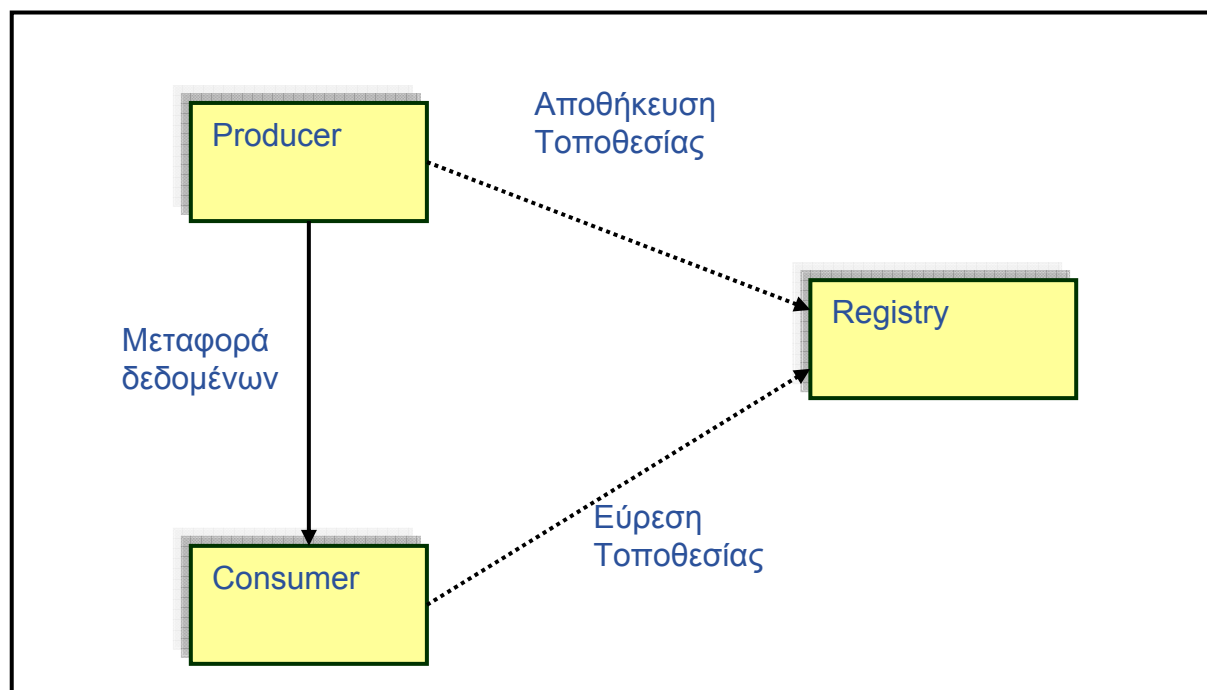 Producer
Αποθήκευση
Τοποθεσίας
Registry
Μεταφορά
δεδομένων
Εύρεση
Τοποθεσίας
Consumer